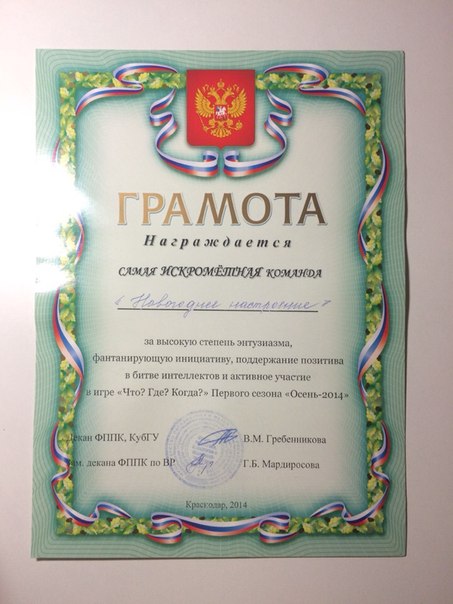 ГРАМОТА
Награждается
САМАЯ ИСКРОМЁТНАЯ КОМАНДА
"Новогоднее настроение"
за высокую степень энтузиазма,
фантанирующую инициативу, поддержание позитива
в битве интеллектов и активное участие
в игре «Что? Где? Когда?» Первого сезона «Осень-2014»
Декан ФППК, КубГУ В.М. Гребенникова
Зам. декана ФППК по ВР Г.Б. Мардиросова
Краснодар, 2014